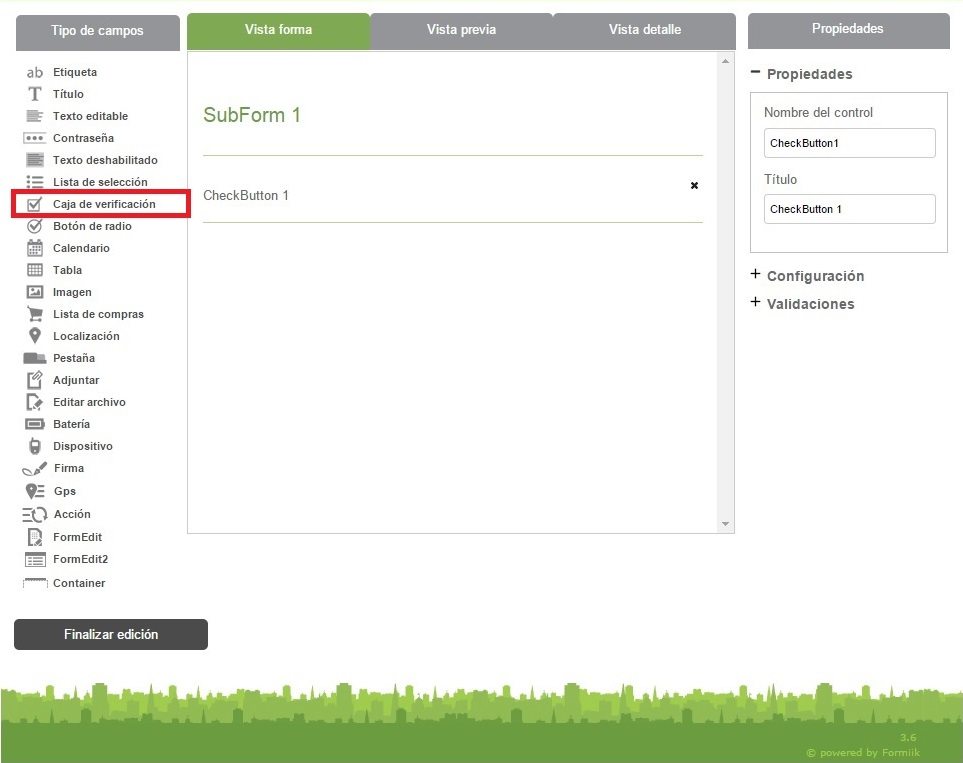 Tipo de campos
ab Etiqueta
T Título
Texto editable
Contraseña
Texto deshabilitado
Lista de selección
Caja de verificación
Botón de radio
Calendario
Tabla
Imagen
Lista de compras
Localización
Pestaña
Adjuntar
Editar archivo
Batería
Dispositivo
Firma
Gps
Acción
FormEdit
FormEdit2
Container
Finalizar edición
Vista forma
Vista previa
Vista detalle
SubForm 1
CheckButton 1
Propiedades
Propiedades
Nombre del control
CheckButton1
Título
CheckButton 1
Configuración
Validaciones
3.6
© powered by Formiik